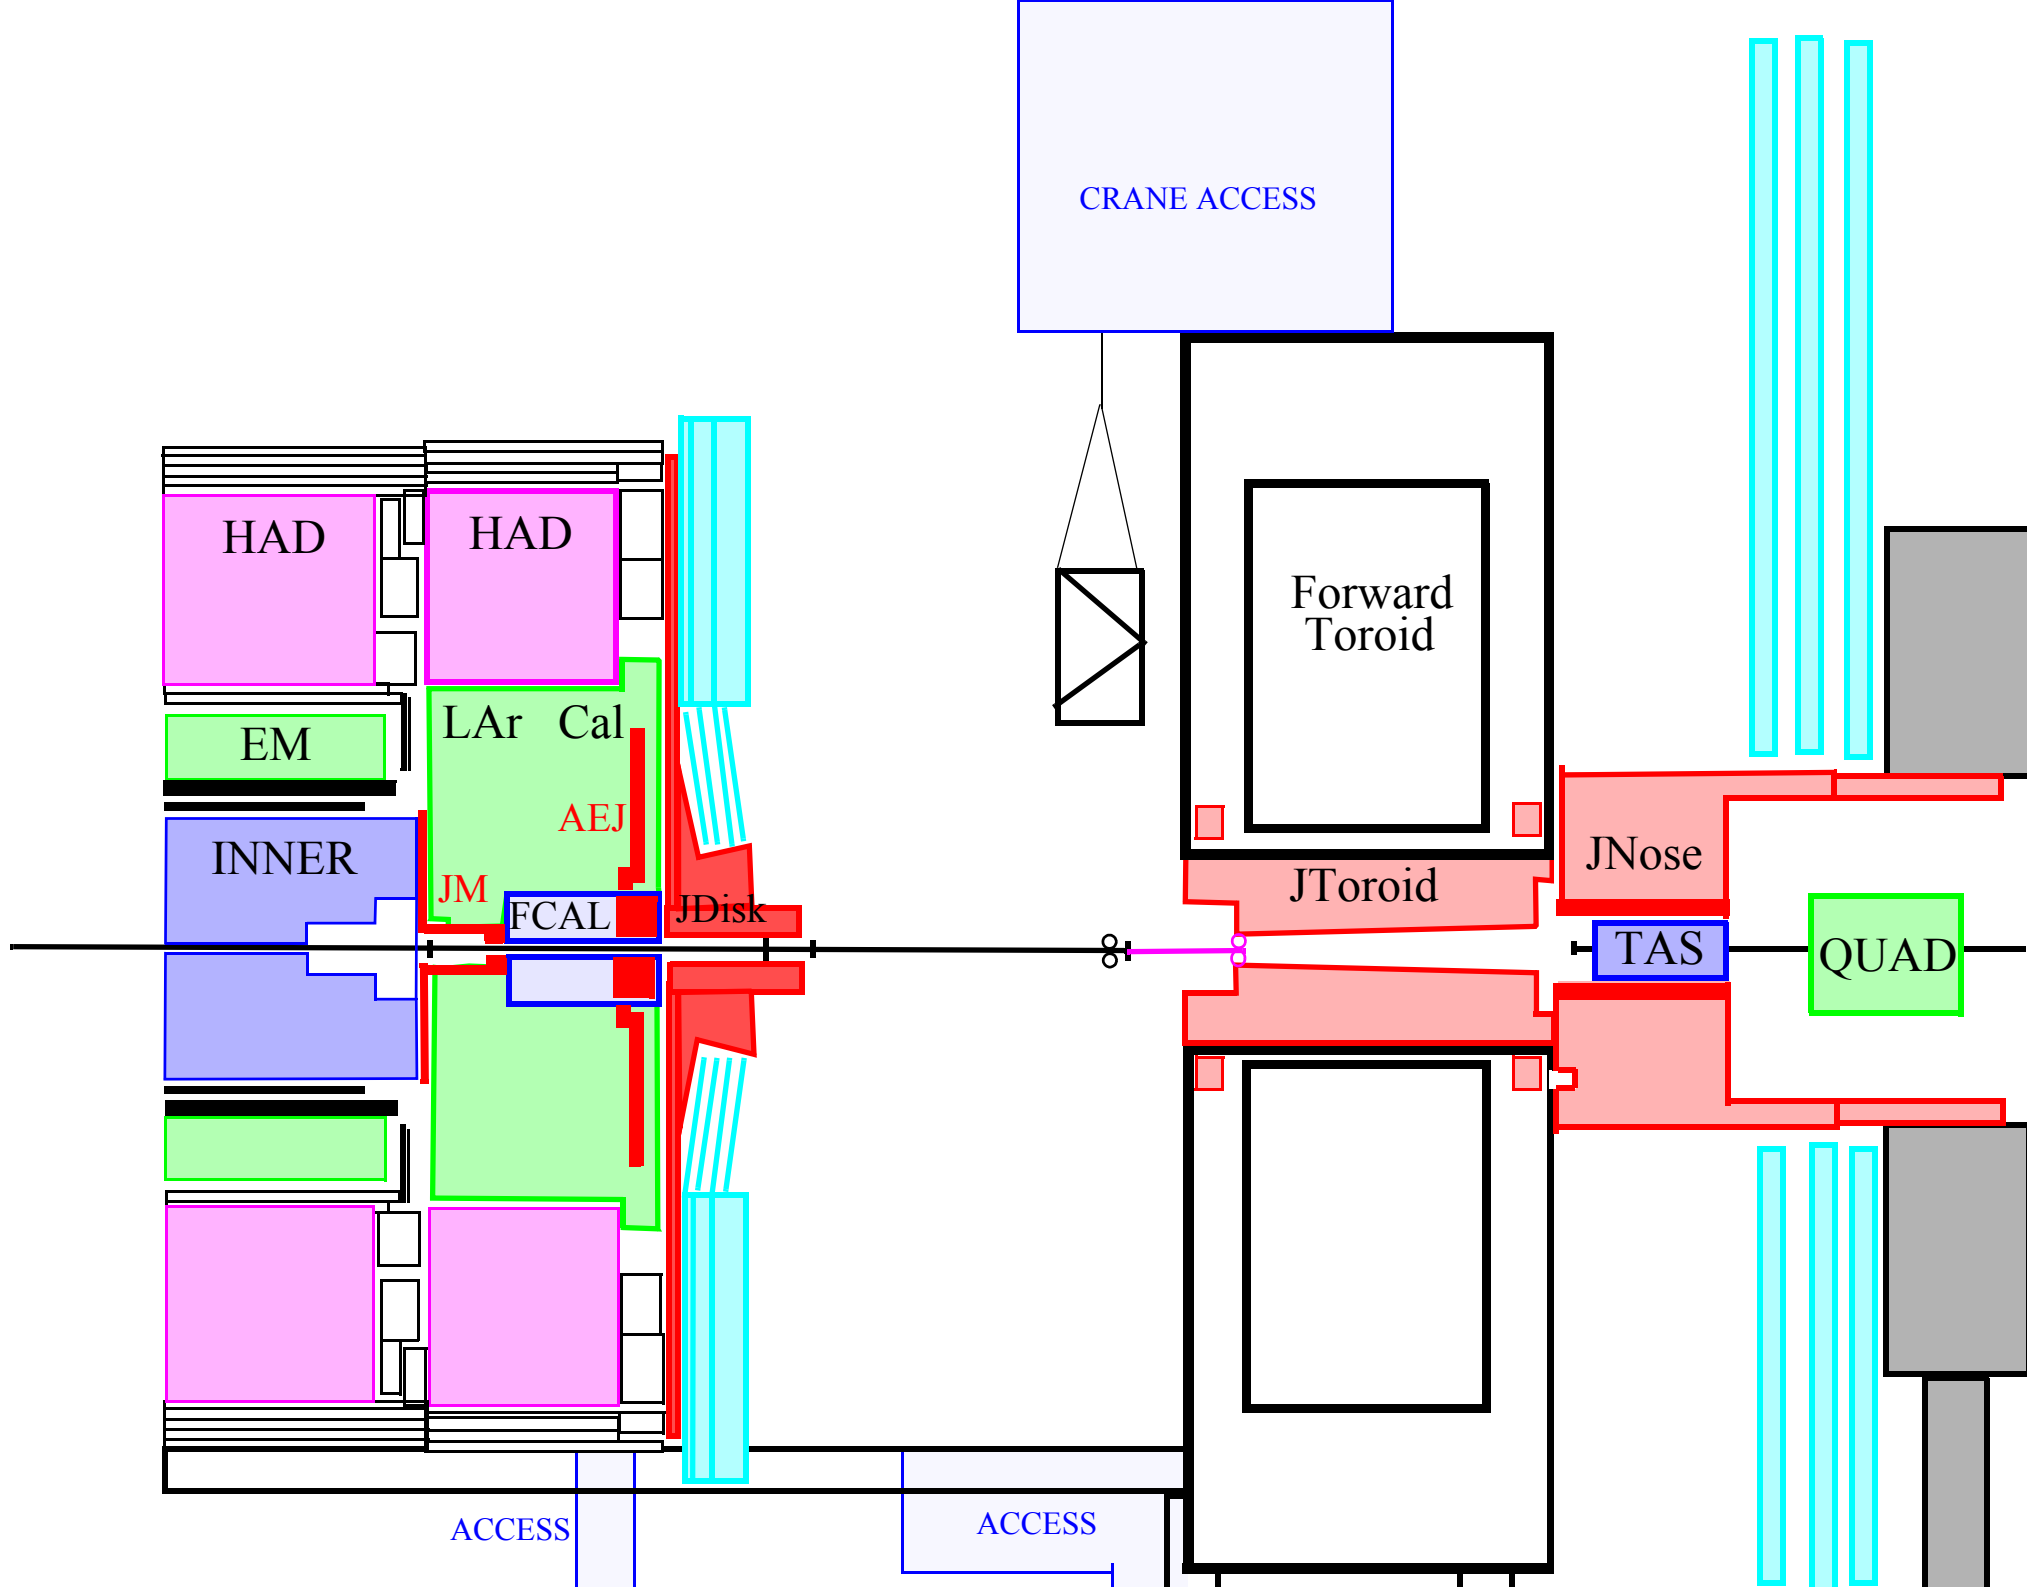 CRANE ACCESS
HAD
HAD
Forward
Toroid
LAr Cal
EM
AEJ
INNER
JM
FCAL
JDisk
JToroid
JNose
TAS
QUAD
ACCESS
ACCESS